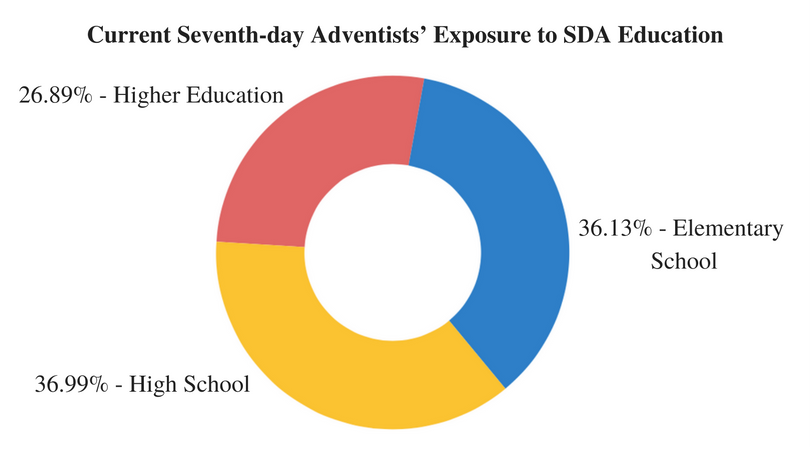 Current Seventh-day Adventists’ Exposure to SDA Education
26.89% - Higher Education
36.13% - Elementary
School
36.99% - High School